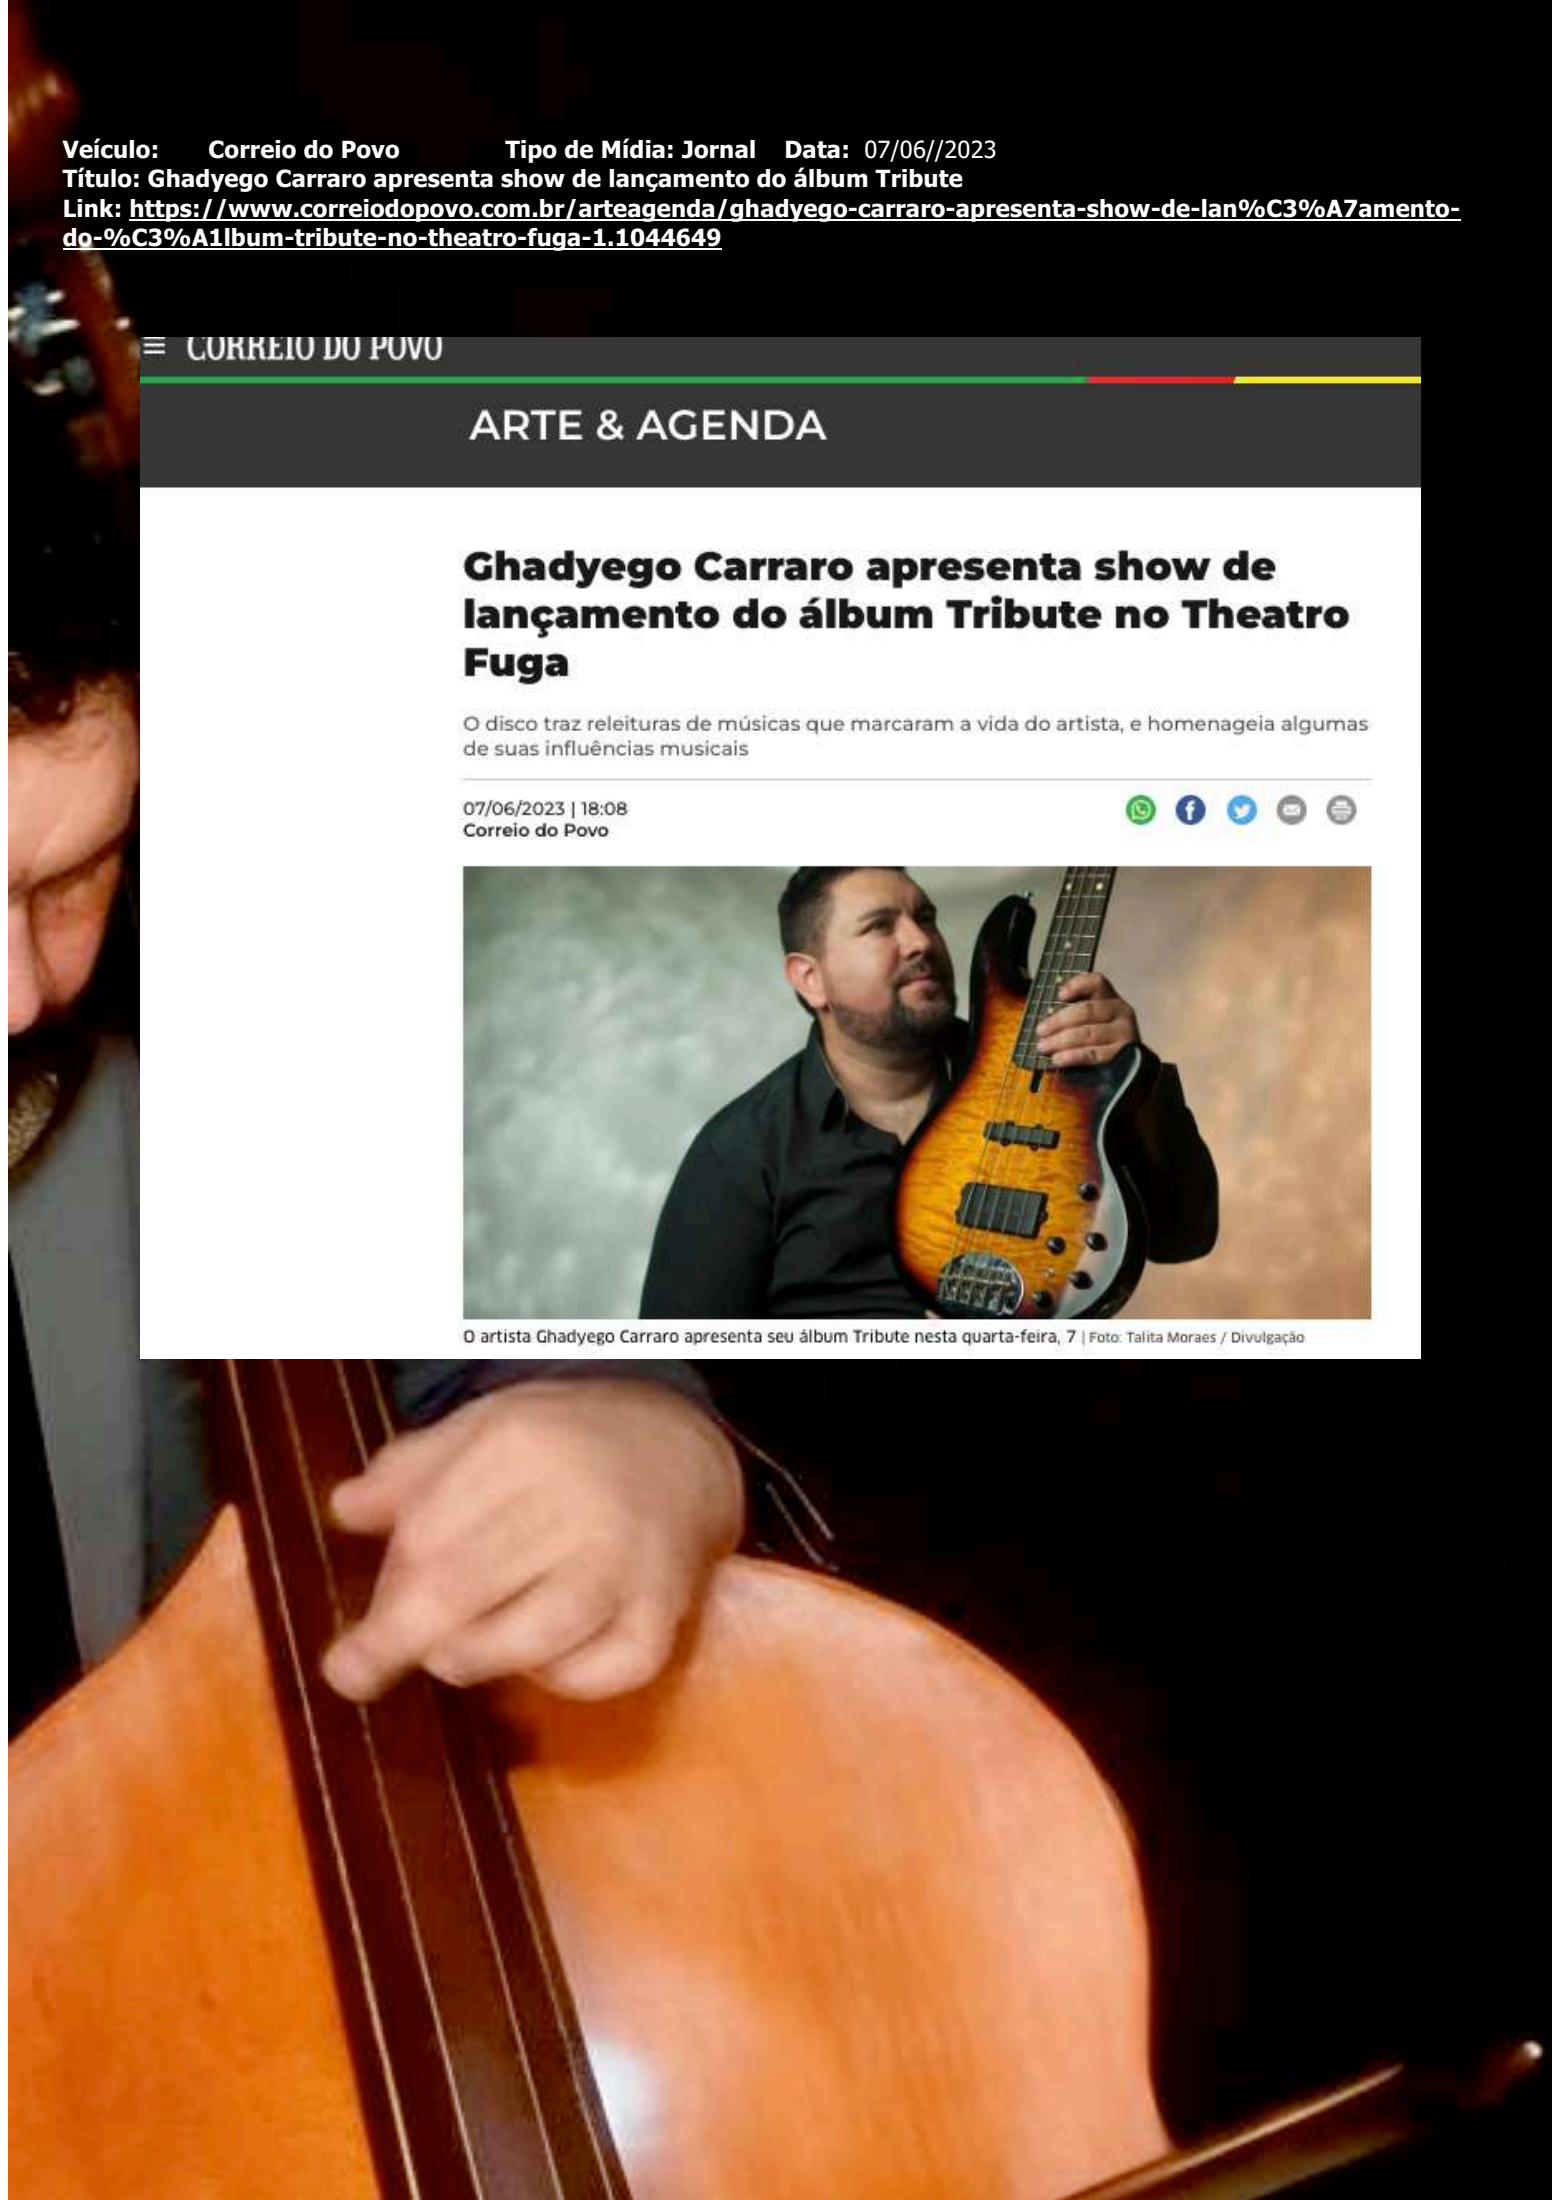 Veículo: Correio do Povo Tipo de Mídia: Jornal Data: 07/06//2023
Título: Ghadyego Carraro apresenta show de lançamento do álbum Tribute
Link: https://www.correiodopovo.com.br/arteagenda/ghadyego-carraro-apresenta-show-de-lan%C3%A7amento-
do-%C3%A1lbum-tribute-no-theatro-fuga-1.1044649
CORREIO DO POVO
ARTE & AGENDA
Ghadyego Carraro apresenta show de
lançamento do álbum Tribute no Theatro
Fuga
O disco traz releituras de músicas que marcaram a vida do artista, e homenageia algumas
de suas influências musicais
07/06/2023 | 18:08
Correio do Povo
O artista Ghadyego Carraro apresenta seu álbum Tribute nesta quarta-feira, 7 | Foto: Talita Moraes / Divulgação